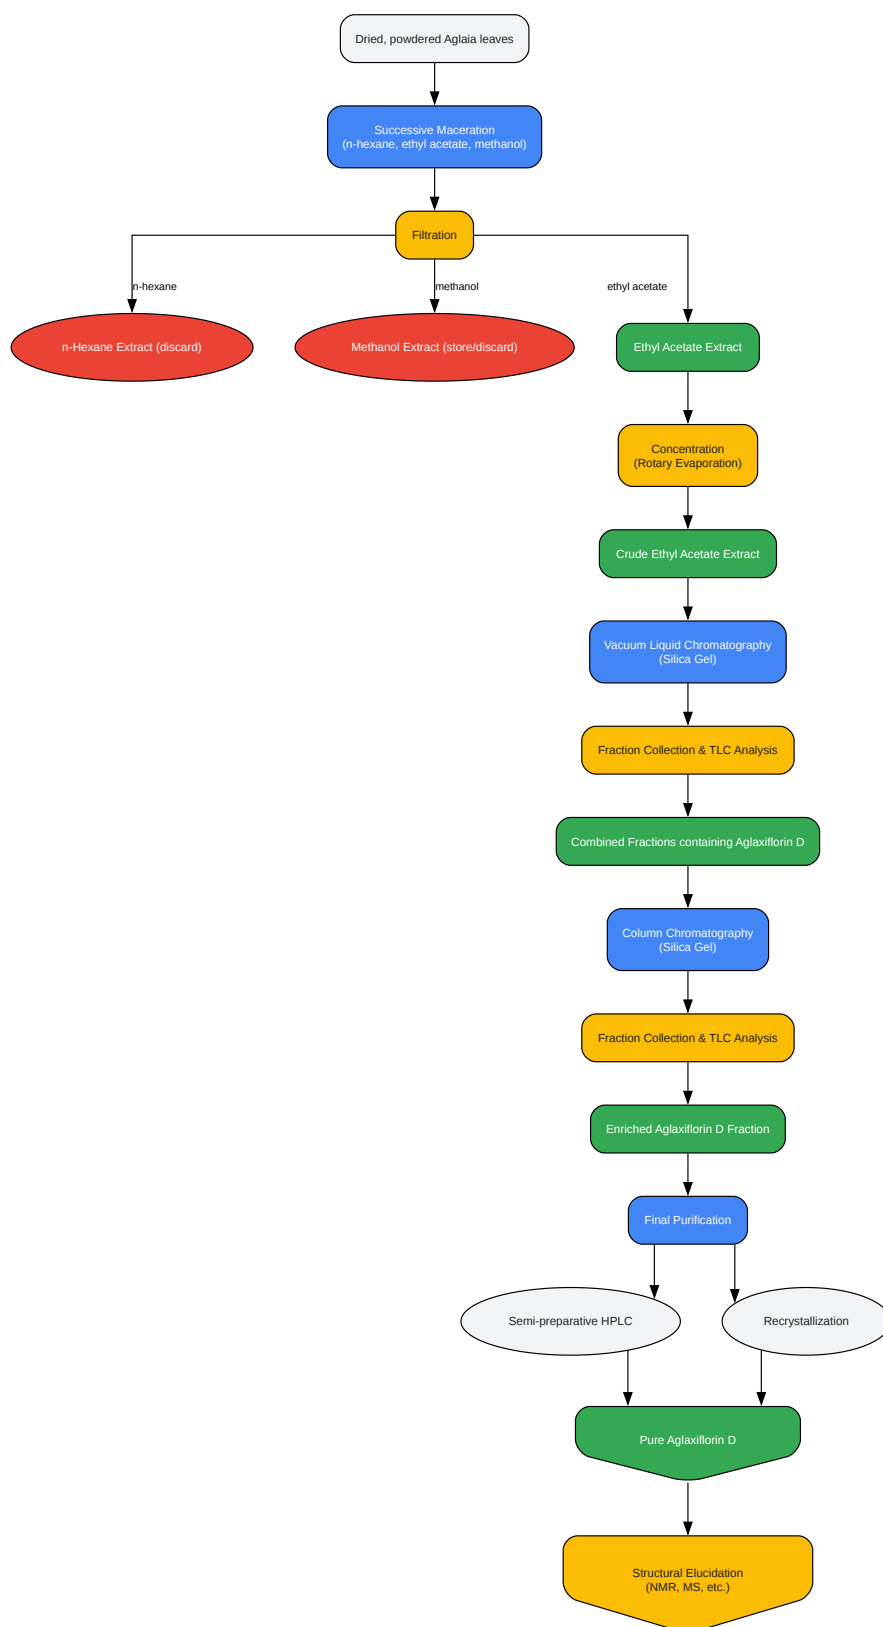 Dried, powdered Aglaia leaves
Successive Maceration
(n-hexane, ethyl acetate, methanol)
Filtration
n-hexane
methanol
ethyl acetate
n-Hexane Extract (discard)
Methanol Extract (store/discard)
Ethyl Acetate Extract
Concentration
(Rotary Evaporation)
Crude Ethyl Acetate Extract
Vacuum Liquid Chromatography
(Silica Gel)
Fraction Collection & TLC Analysis
Combined Fractions containing Aglaxiflorin D
Column Chromatography
(Silica Gel)
Fraction Collection & TLC Analysis
Enriched Aglaxiflorin D Fraction
Final Purification
Semi-preparative HPLC
Recrystallization
Pure Aglaxiflorin D
Structural Elucidation
(NMR, MS, etc.)